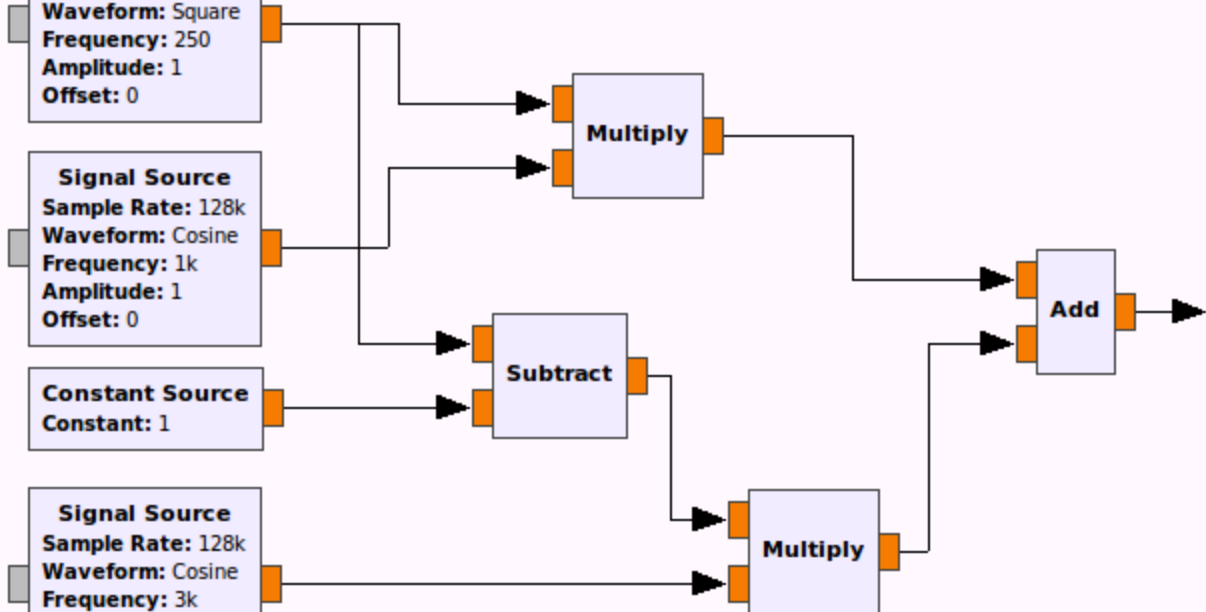 Waveform: Square
Frequency: 250
Amplitude: 1
Offset: 0
Multiply
Signal Source
Sample Rate: 128k
Waveform: Cosine
Frequency: 1k
Amplitude: 1
Offset: 0
Add
Subtract
Constant Source
Constant: 1
Signal Source
Sample Rate: 128k
Waveform: Cosine
Frequency: 3k
Multiply